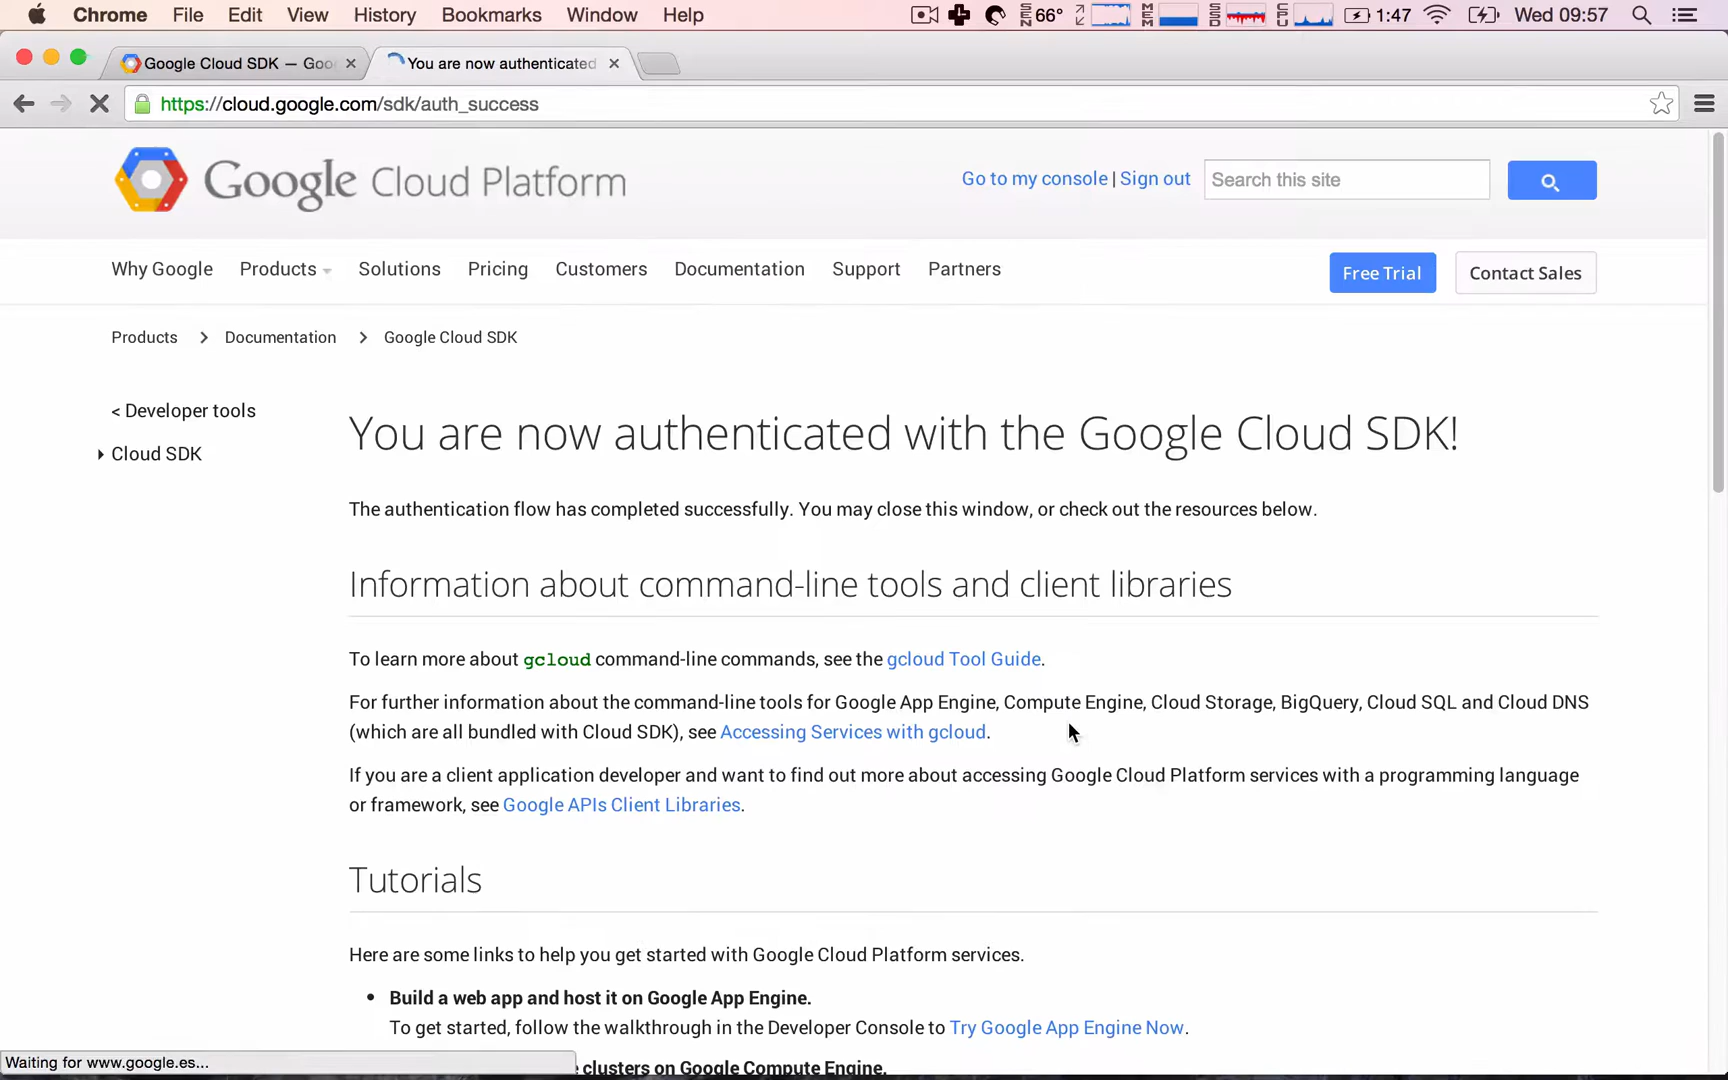 Chrome File Edit View History Bookmarks Window Help 66° 1:47 Wed 09:57
Google Cloud SDK — Goo
You are now authenticated
https://cloud.google.com/sdk/auth_success
Google Cloud Platform
Go to my console | Sign out
Search this site
Why Google Products Solutions Pricing Customers Documentation Support Partners
Free Trial
Contact Sales
Products > Documentation > Google Cloud SDK
< Developer tools
Cloud SDK
You are now authenticated with the Google Cloud SDK!
The authentication flow has completed successfully. You may close this window, or check out the resources below.
Information about command-line tools and client libraries
To learn more about gcloud command-line commands, see the gcloud Tool Guide.
For further information about the command-line tools for Google App Engine, Compute Engine, Cloud Storage, BigQuery, Cloud SQL and Cloud DNS
(which are all bundled with Cloud SDK), see Accessing Services with gcloud.
If you are a client application developer and want to find out more about accessing Google Cloud Platform services with a programming language
or framework, see Google APIs Client Libraries.
Tutorials
Here are some links to help you get started with Google Cloud Platform services.
• Build a web app and host it on Google App Engine.
To get started, follow the walkthrough in the Developer Console to Try Google App Engine Now.
clusters on Google Compute Engine.
Waiting for www.google.es...